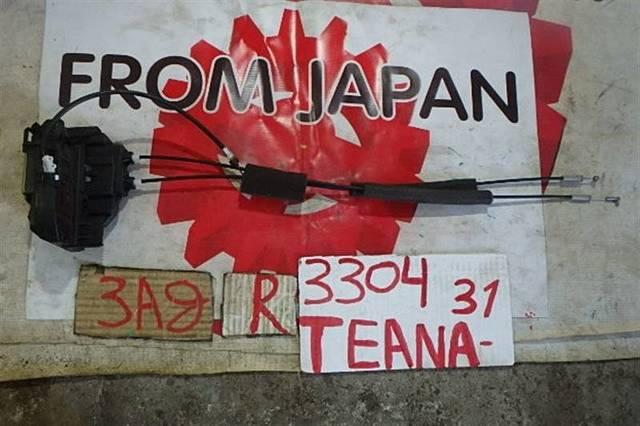 FROM JAPAN
ЗАД
R
3304 31
TEANA-